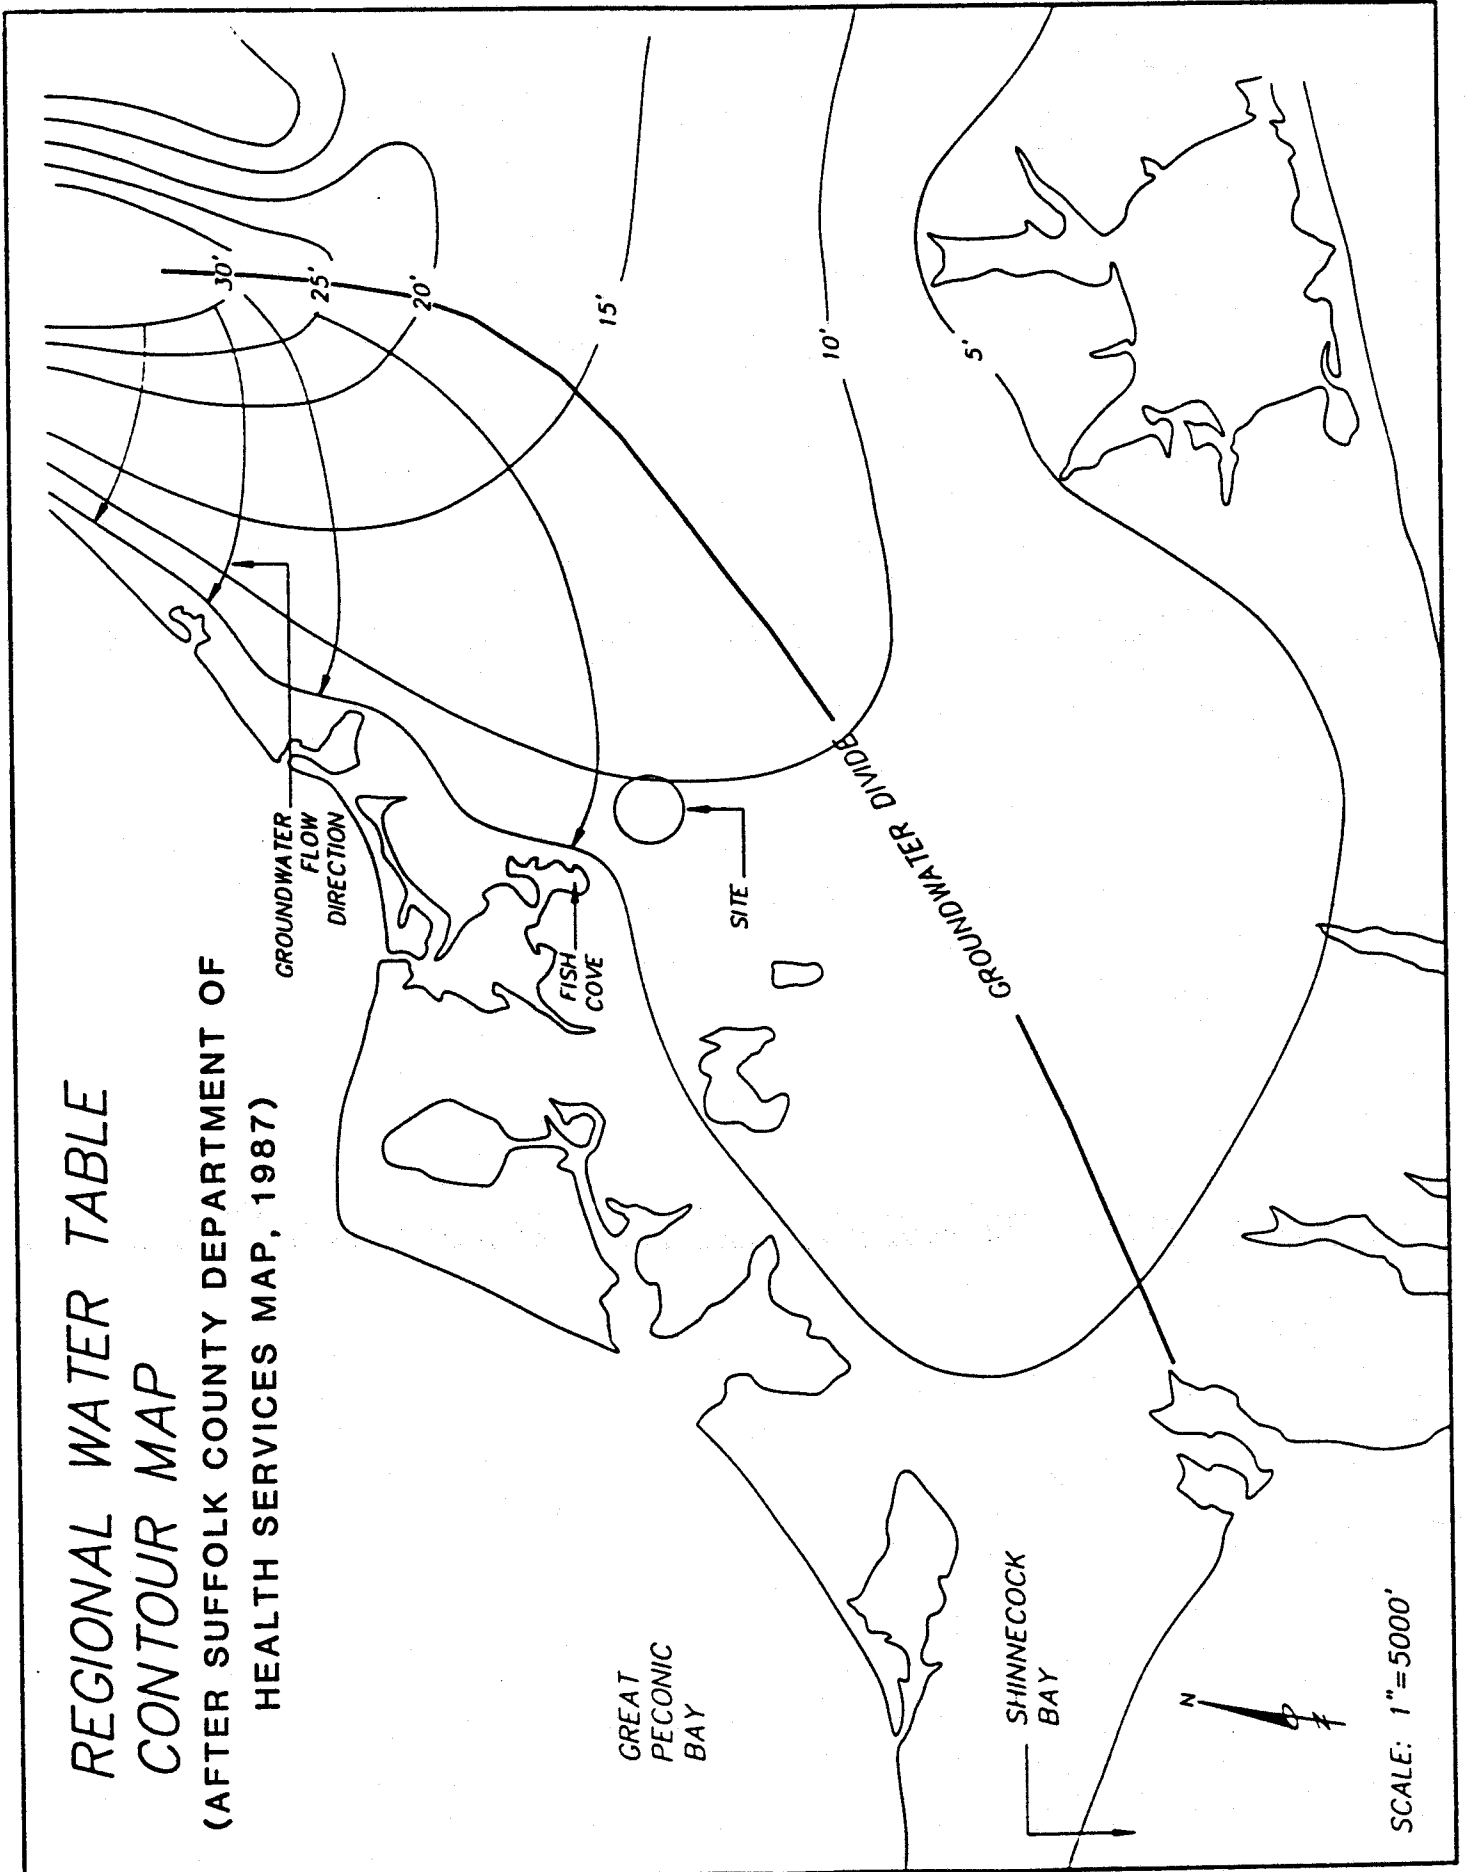 REGIONAL WATER TABLE
CONTOUR MAP
(AFTER SUFFOLK COUNTY DEPARTMENT OF
HEALTH SERVICES MAP, 1987)
GROUNDWATER
FLOW
DIRECTION
30'
25'
20'
15'
10'
5'
FISH
COVE
SITE
GROUNDWATER DIVIDE
GREAT
PECONIC
BAY
SHINNECOCK
BAY
N
SCALE: 1"=5000'